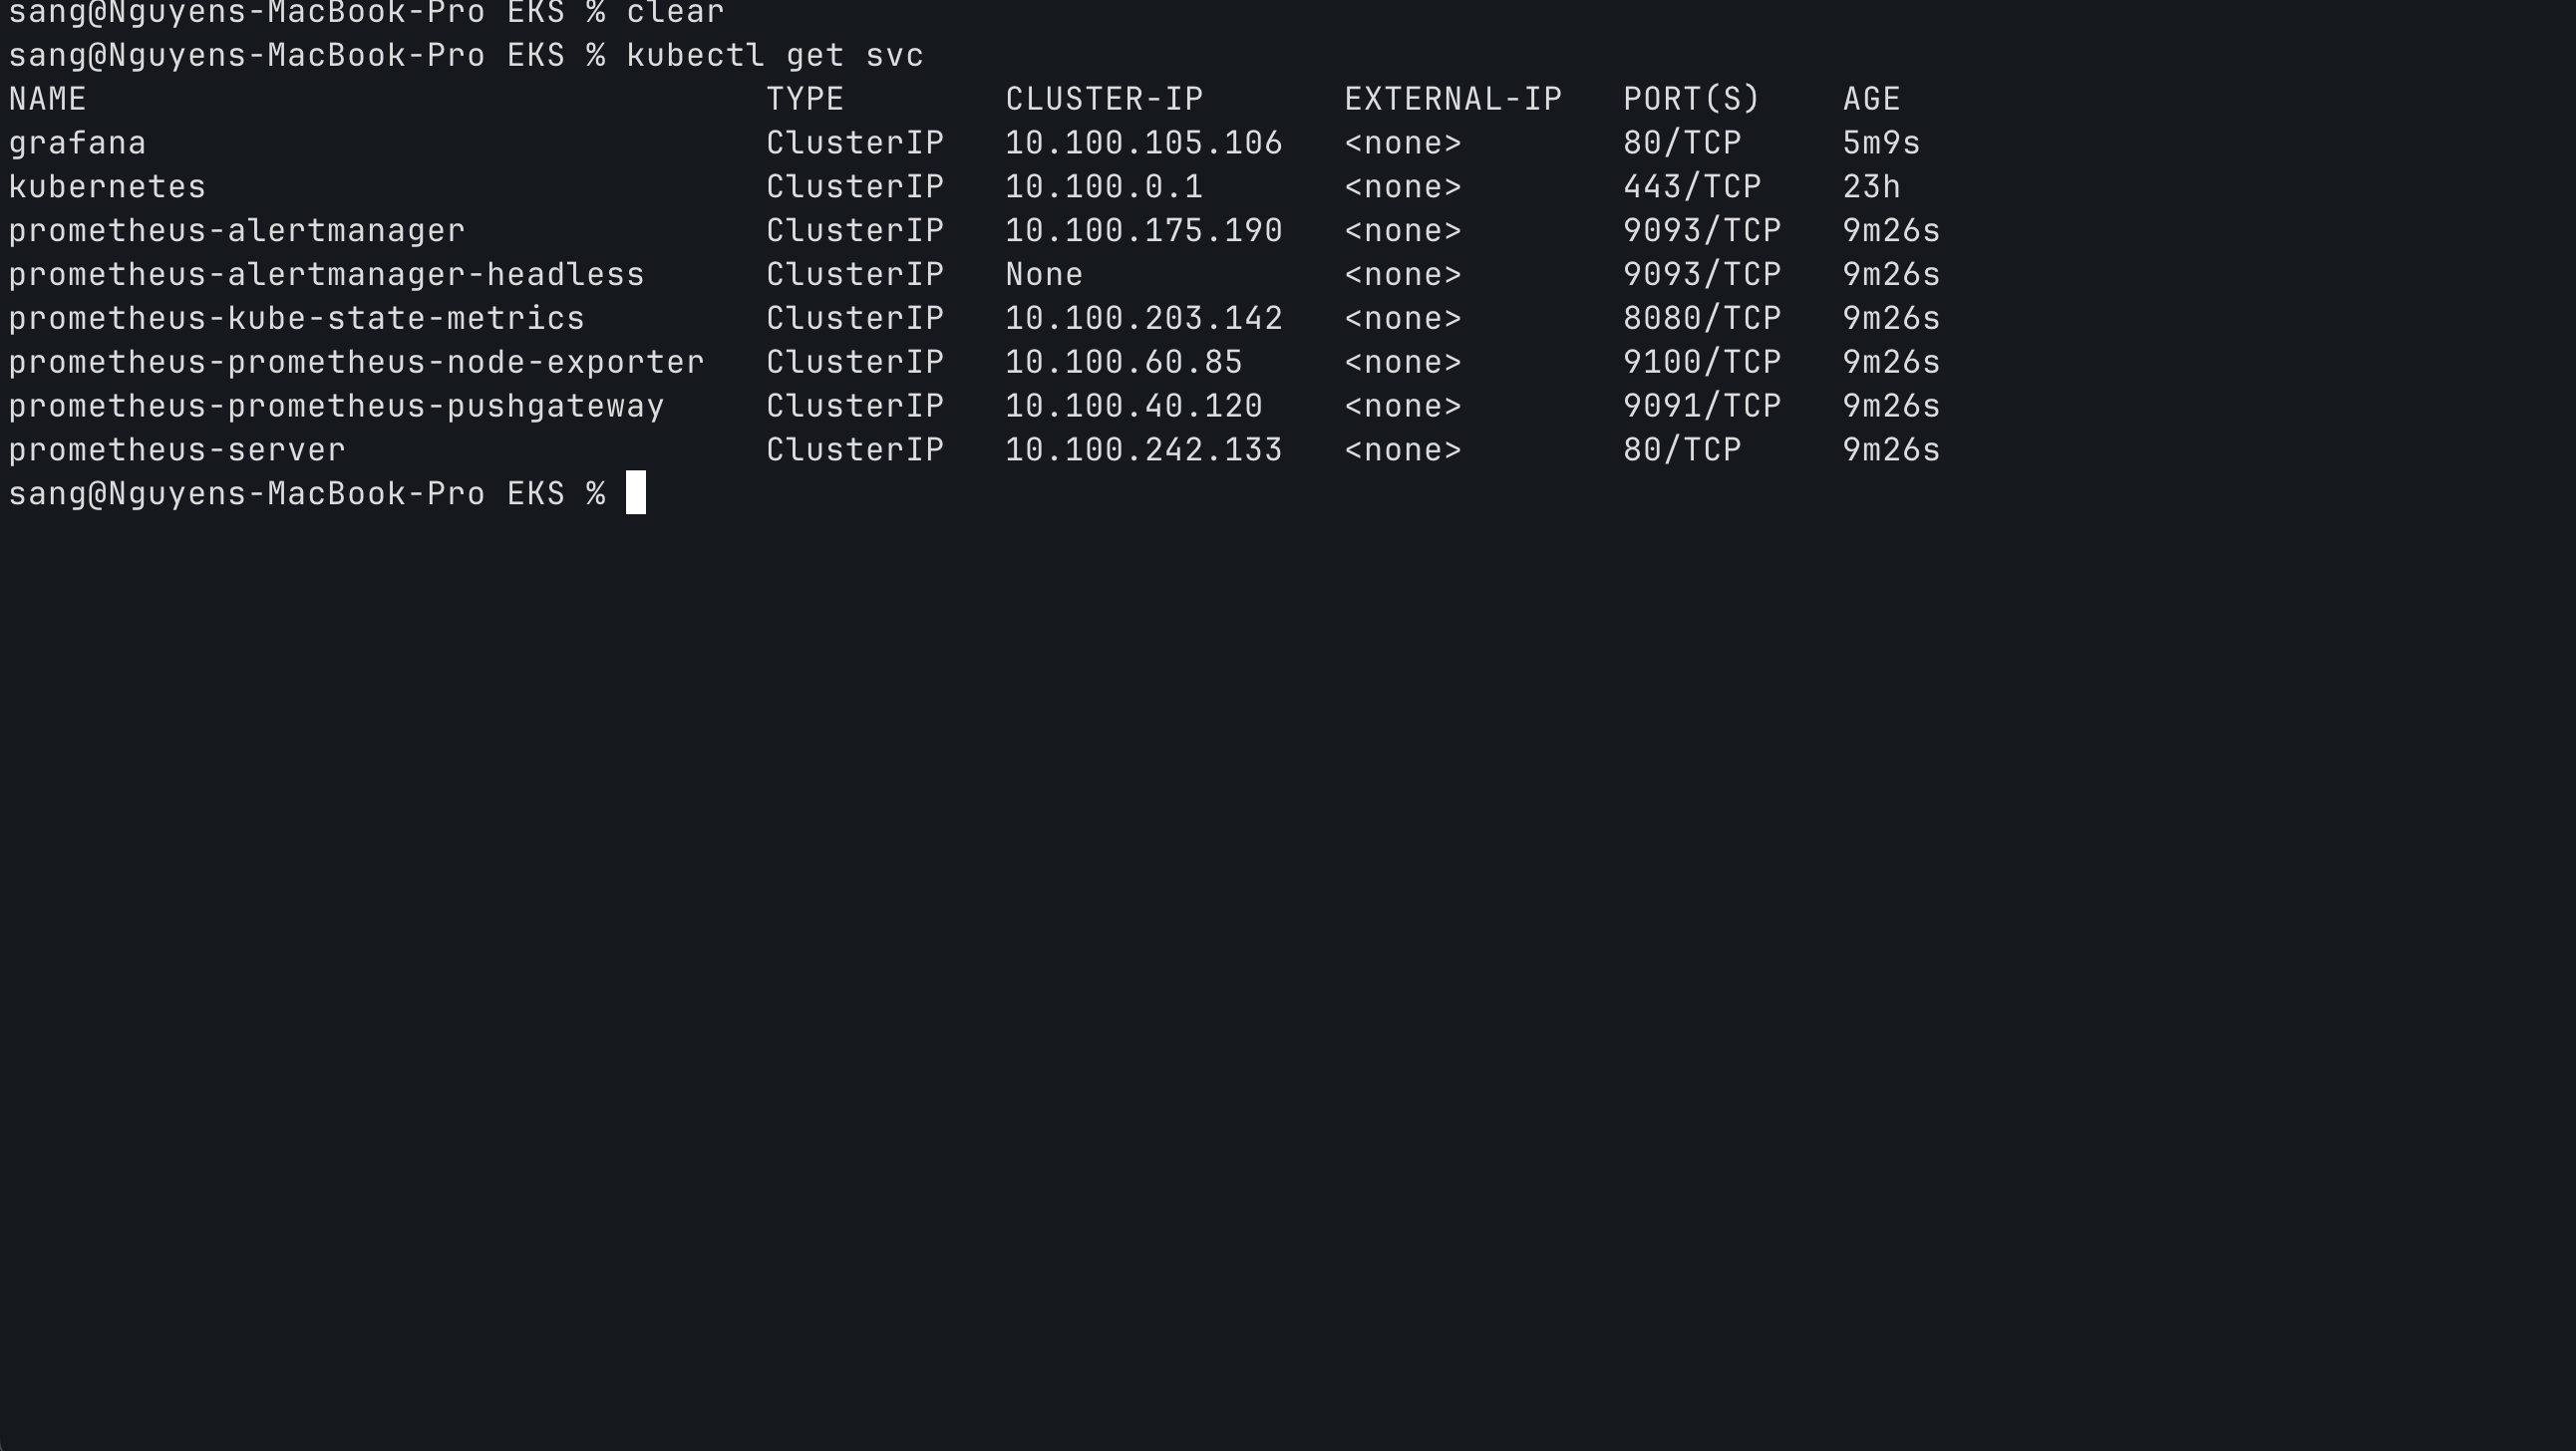 sang@Nguyens-MacBook-Pro EKS % clear
sang@Nguyens-MacBook-Pro EKS % kubectl get svc
NAME                                  TYPE        CLUSTER-IP       EXTERNAL-IP   PORT(S)    AGE
grafana                               ClusterIP   10.100.105.106   <none>        80/TCP     5m9s
kubernetes                            ClusterIP   10.100.0.1       <none>        443/TCP    23h
prometheus-alertmanager               ClusterIP   10.100.175.190   <none>        9093/TCP   9m26s
prometheus-alertmanager-headless      ClusterIP   None             <none>        9093/TCP   9m26s
prometheus-kube-state-metrics         ClusterIP   10.100.203.142   <none>        8080/TCP   9m26s
prometheus-prometheus-node-exporter   ClusterIP   10.100.60.85     <none>        9100/TCP   9m26s
prometheus-prometheus-pushgateway     ClusterIP   10.100.40.120    <none>        9091/TCP   9m26s
prometheus-server                     ClusterIP   10.100.242.133   <none>        80/TCP     9m26s
sang@Nguyens-MacBook-Pro EKS %